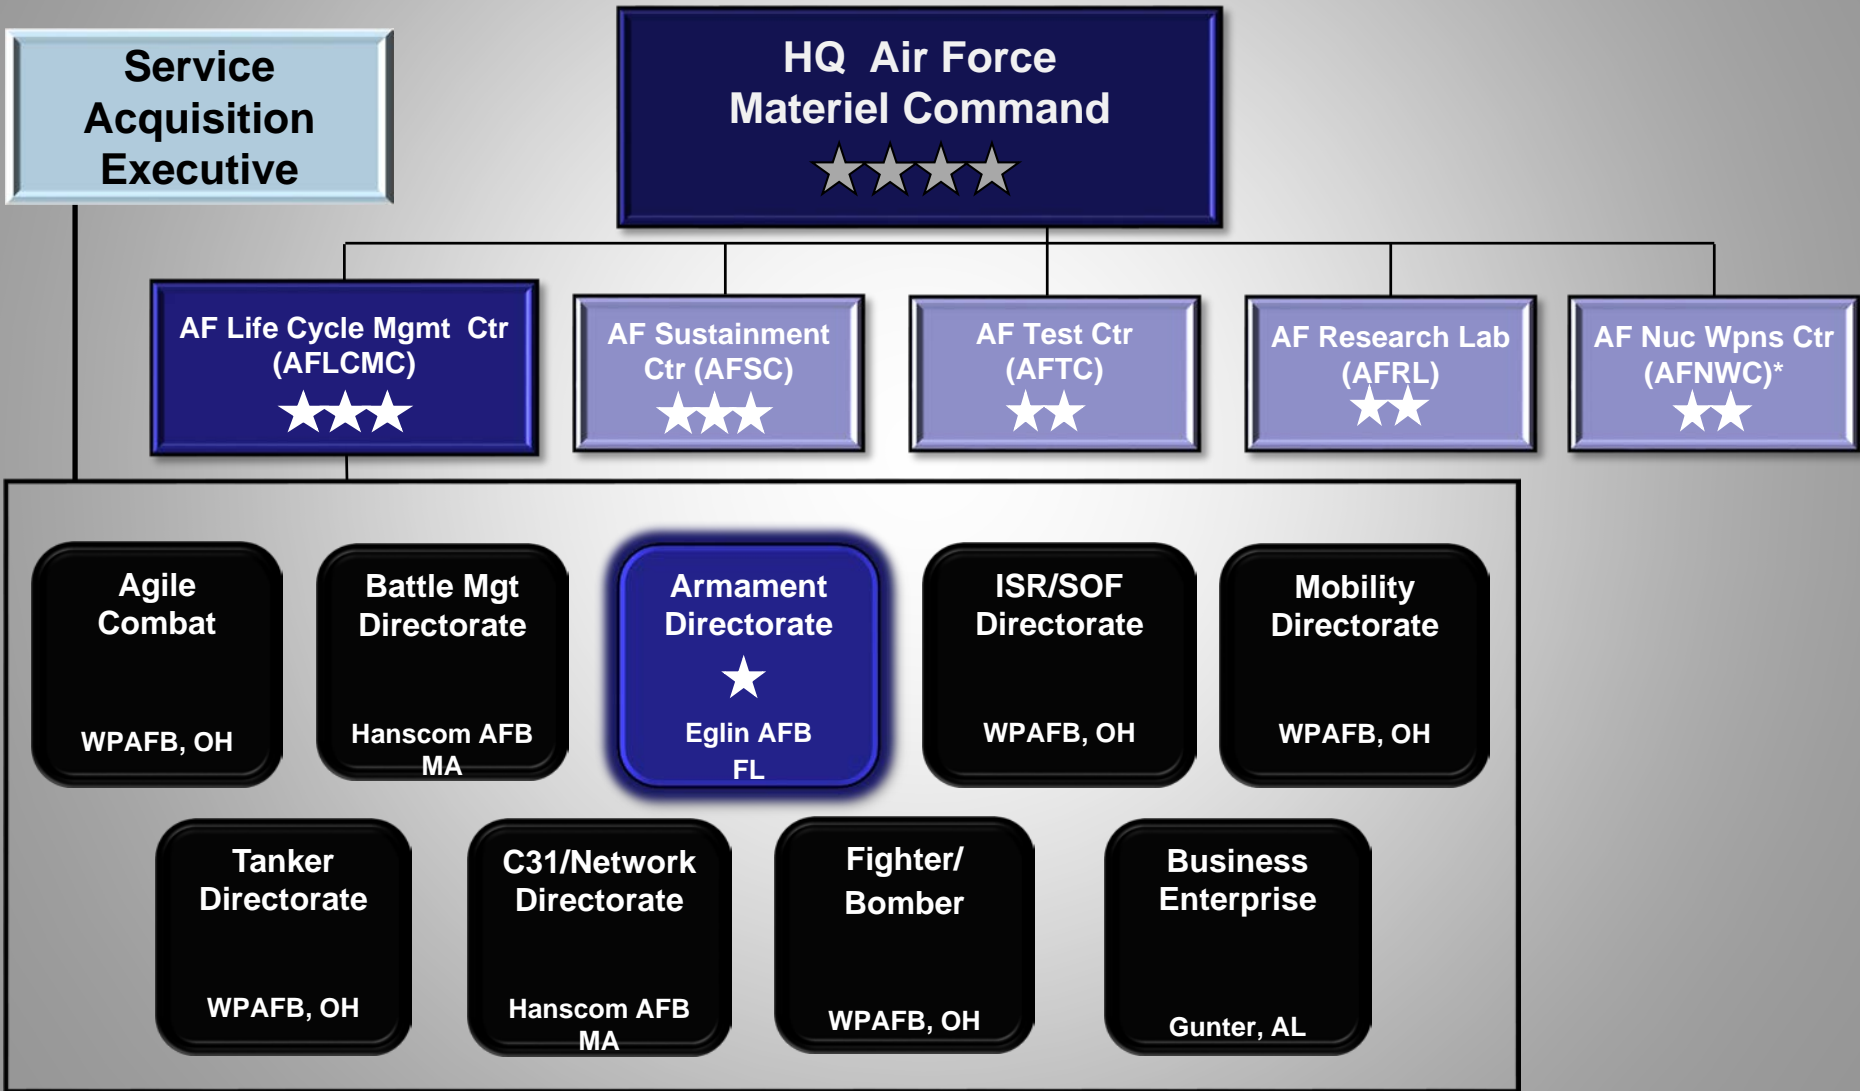 Service
Acquisition
Executive
HQ Air Force
Materiel Command
AF Life Cycle Mgmt Ctr
(AFLCMC)
AF Sustainment
Ctr (AFSC)
AF Test Ctr
(AFTC)
AF Research Lab
(AFRL)
AF Nuc Wpns Ctr
(AFNWC)*
Agile
Combat
WPAFB, OH
Battle Mgt
Directorate
Hanscom AFB
MA
Armament
Directorate
Eglin AFB
FL
ISR/SOF
Directorate
WPAFB, OH
Mobility
Directorate
WPAFB, OH
Tanker
Directorate
WPAFB, OH
C31/Network
Directorate
Hanscom AFB
MA
Fighter/
Bomber
WPAFB, OH
Business
Enterprise
Gunter, AL